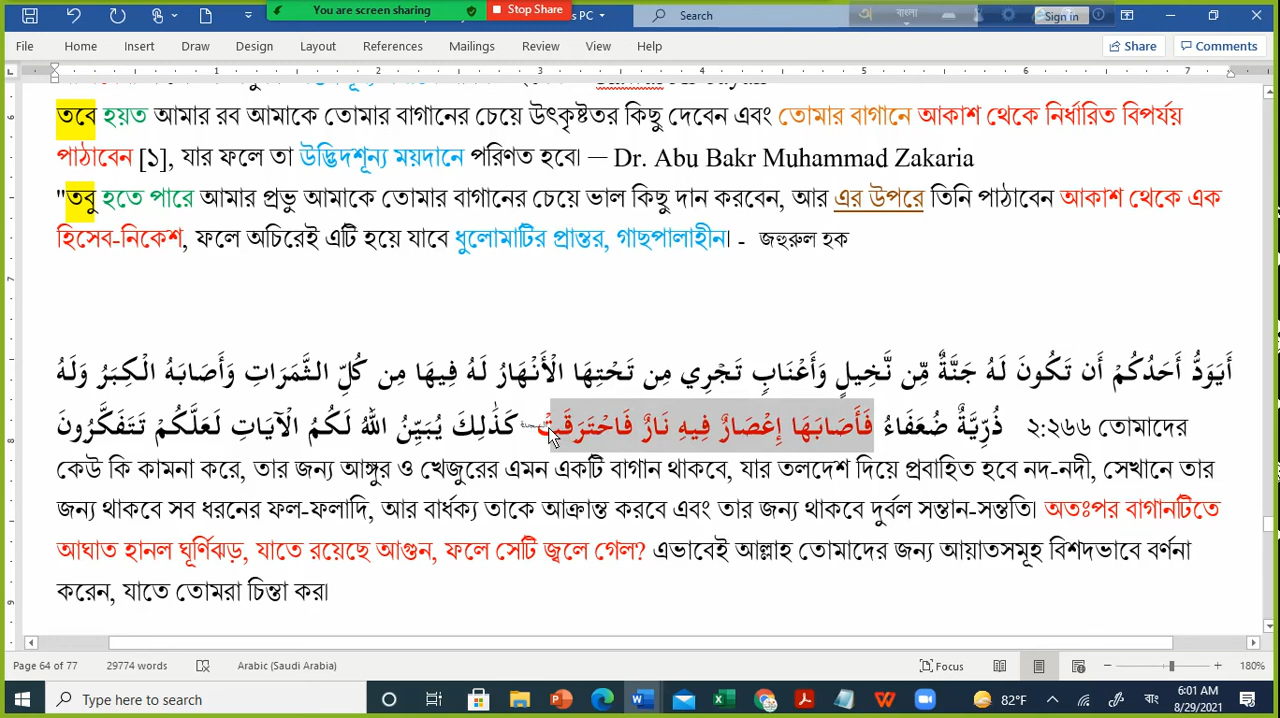 You are screen sharing
Stop Share
s PC
Search
বাংলা
Sign in
File Home Insert Draw Design Layout References Mailings Review View Help
Share Comments
1 2 3 4 5 6 7
তবে হয়ত আমার রব আমাকে তোমার বাগানের চেয়ে উৎকৃষ্টতর কিছু দেবেন এবং তোমার বাগানে আকাশ থেকে নির্ধারিত বিপর্যয়
পাঠাবেন [১], যার ফলে তা উদ্ভিদশূন্য ময়দানে পরিণত হবে। — Dr. Abu Bakr Muhammad Zakaria
"তবু হতে পারে আমার প্রভু আমাকে তোমার বাগানের চেয়ে ভাল কিছু দান করবেন, আর এর উপরে তিনি পাঠাবেন আকাশ থেকে এক
হিসেব-নিকেশ, ফলে অচিরেই এটি হয়ে যাবে ধুলোমাটির প্রান্তর, গাছপালাহীন। - জহুরুল হক
أَيَوَدُّ أَحَدُكُمْ أَن تَكُونَ لَهُ جَنَّةٌ مِّن نَّخِيلٍ وَأَعْنَابٍ تَجْرِي مِن تَحْتِهَا الْأَنْهَارُ لَهُ فِيهَا مِن كُلِّ الثَّمَرَاتِ وَأَصَابَهُ الْكِبَرُ وَلَهُ
ذُرِّيَّةٌ ضُعَفَاءُ فَأَصَابَهَا إِعْصَارٌ فِيهِ نَارٌ فَاحْتَرَقَتْ كَذَٰلِكَ يُبَيِّنُ اللَّهُ لَكُمُ الْآيَاتِ لَعَلَّكُمْ تَتَفَكَّرُونَ ২:২৬৬ তোমাদের
কেউ কি কামনা করে, তার জন্য আঙ্গুর ও খেজুরের এমন একটি বাগান থাকবে, যার তলদেশ দিয়ে প্রবাহিত হবে নদ-নদী, সেখানে তার
জন্য থাকবে সব ধরনের ফল-ফলাদি, আর বার্ধক্য তাকে আক্রান্ত করবে এবং তার জন্য থাকবে দুর্বল সন্তান-সন্ততি। অতঃপর বাগানটিতে
আঘাত হানল ঘূর্ণিঝড়, যাতে রয়েছে আগুন, ফলে সেটি জ্বলে গেল? এভাবেই আল্লাহ তোমাদের জন্য আয়াতসমূহ বিশদভাবে বর্ণনা
করেন, যাতে তোমরা চিন্তা কর।
Page 64 of 77 29774 words Arabic (Saudi Arabia) Focus 180%
Type here to search
82°F বাং 6:01 AM
8/29/2021